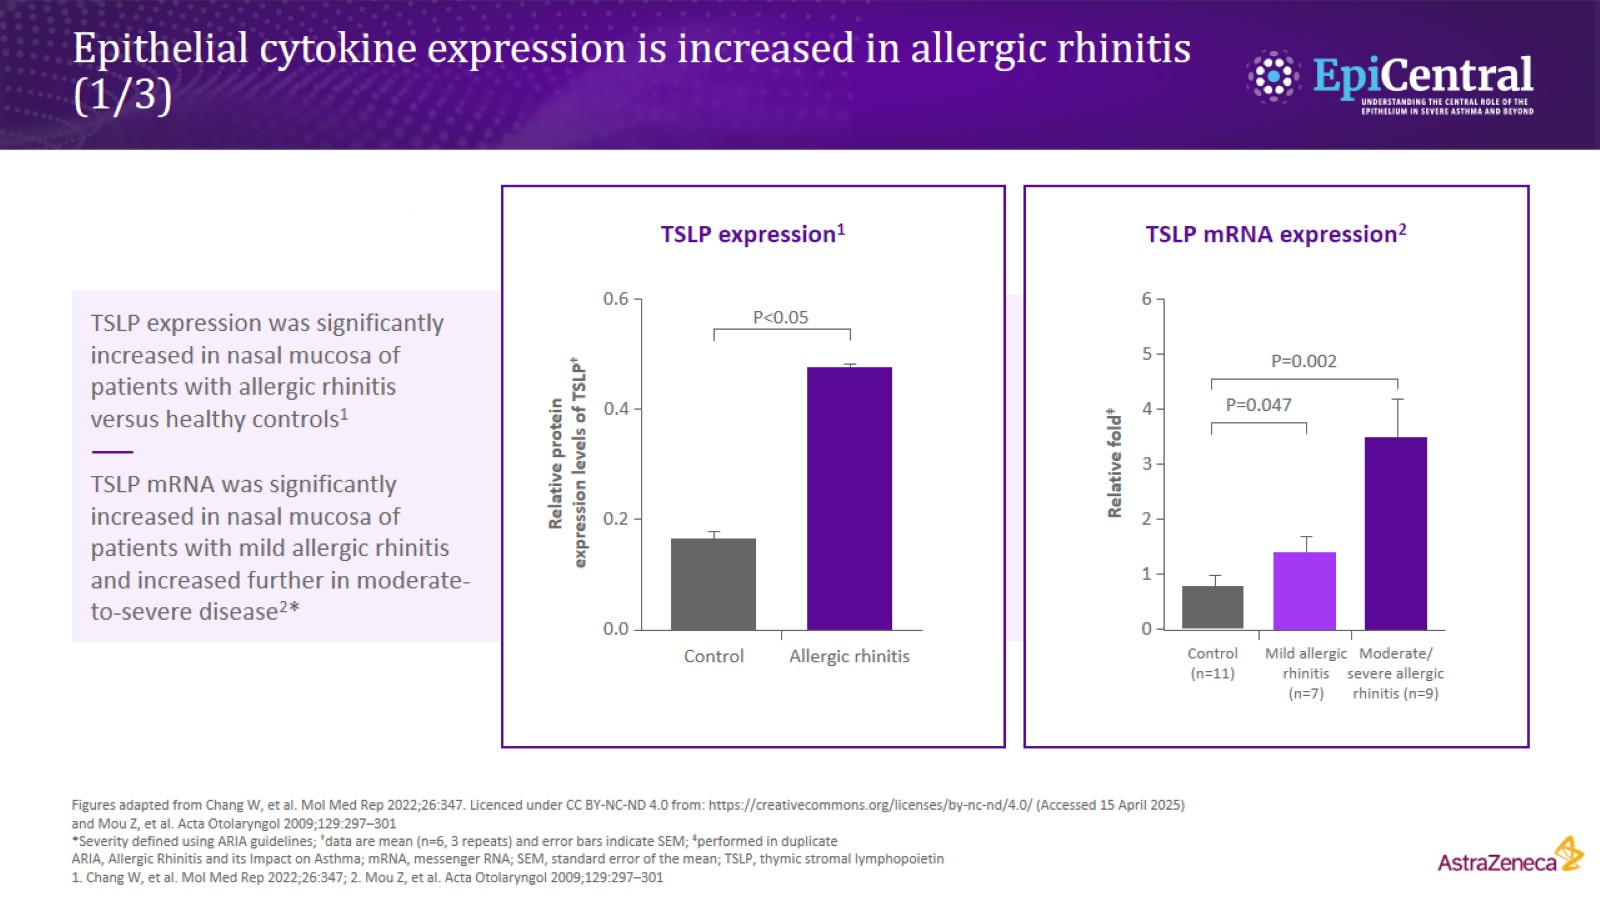 Epithelial cytokine expression is increased in allergic rhinitis
(1/3)
EpiCentral
UNDERSTANDING THE CENTRAL ROLE OF THE
EPITHELIUM IN SEVERE ASTHMA AND BEYOND
TSLP expression was significantly
increased in nasal mucosa of
patients with allergic rhinitis
versus healthy controls¹
TSLP mRNA was significantly
increased in nasal mucosa of
patients with mild allergic rhinitis
and increased further in moderate-
to-severe disease²*
TSLP expression¹
Relative protein
expression levels of TSLP†
0.6
0.4
0.2
0.0
P<0.05
Control
Allergic rhinitis
TSLP mRNA expression²
Relative fold‡
6
5
4
3
2
1
0
P=0.002
P=0.047
Control
(n=11)
Mild allergic
rhinitis
(n=7)
Moderate/
severe allergic
rhinitis (n=9)
Figures adapted from Chang W, et al. Mol Med Rep 2022;26:347. Licenced under CC BY-NC-ND 4.0 from: https://creativecommons.org/licenses/by-nc-nd/4.0/ (Accessed 15 April 2025)
and Mou Z, et al. Acta Otolaryngol 2009;129:297–301
*Severity defined using ARIA guidelines; †data are mean (n=6, 3 repeats) and error bars indicate SEM; ‡performed in duplicate
ARIA, Allergic Rhinitis and its Impact on Asthma; mRNA, messenger RNA; SEM, standard error of the mean; TSLP, thymic stromal lymphopoietin
1. Chang W, et al. Mol Med Rep 2022;26:347; 2. Mou Z, et al. Acta Otolaryngol 2009;129:297–301
AstraZeneca